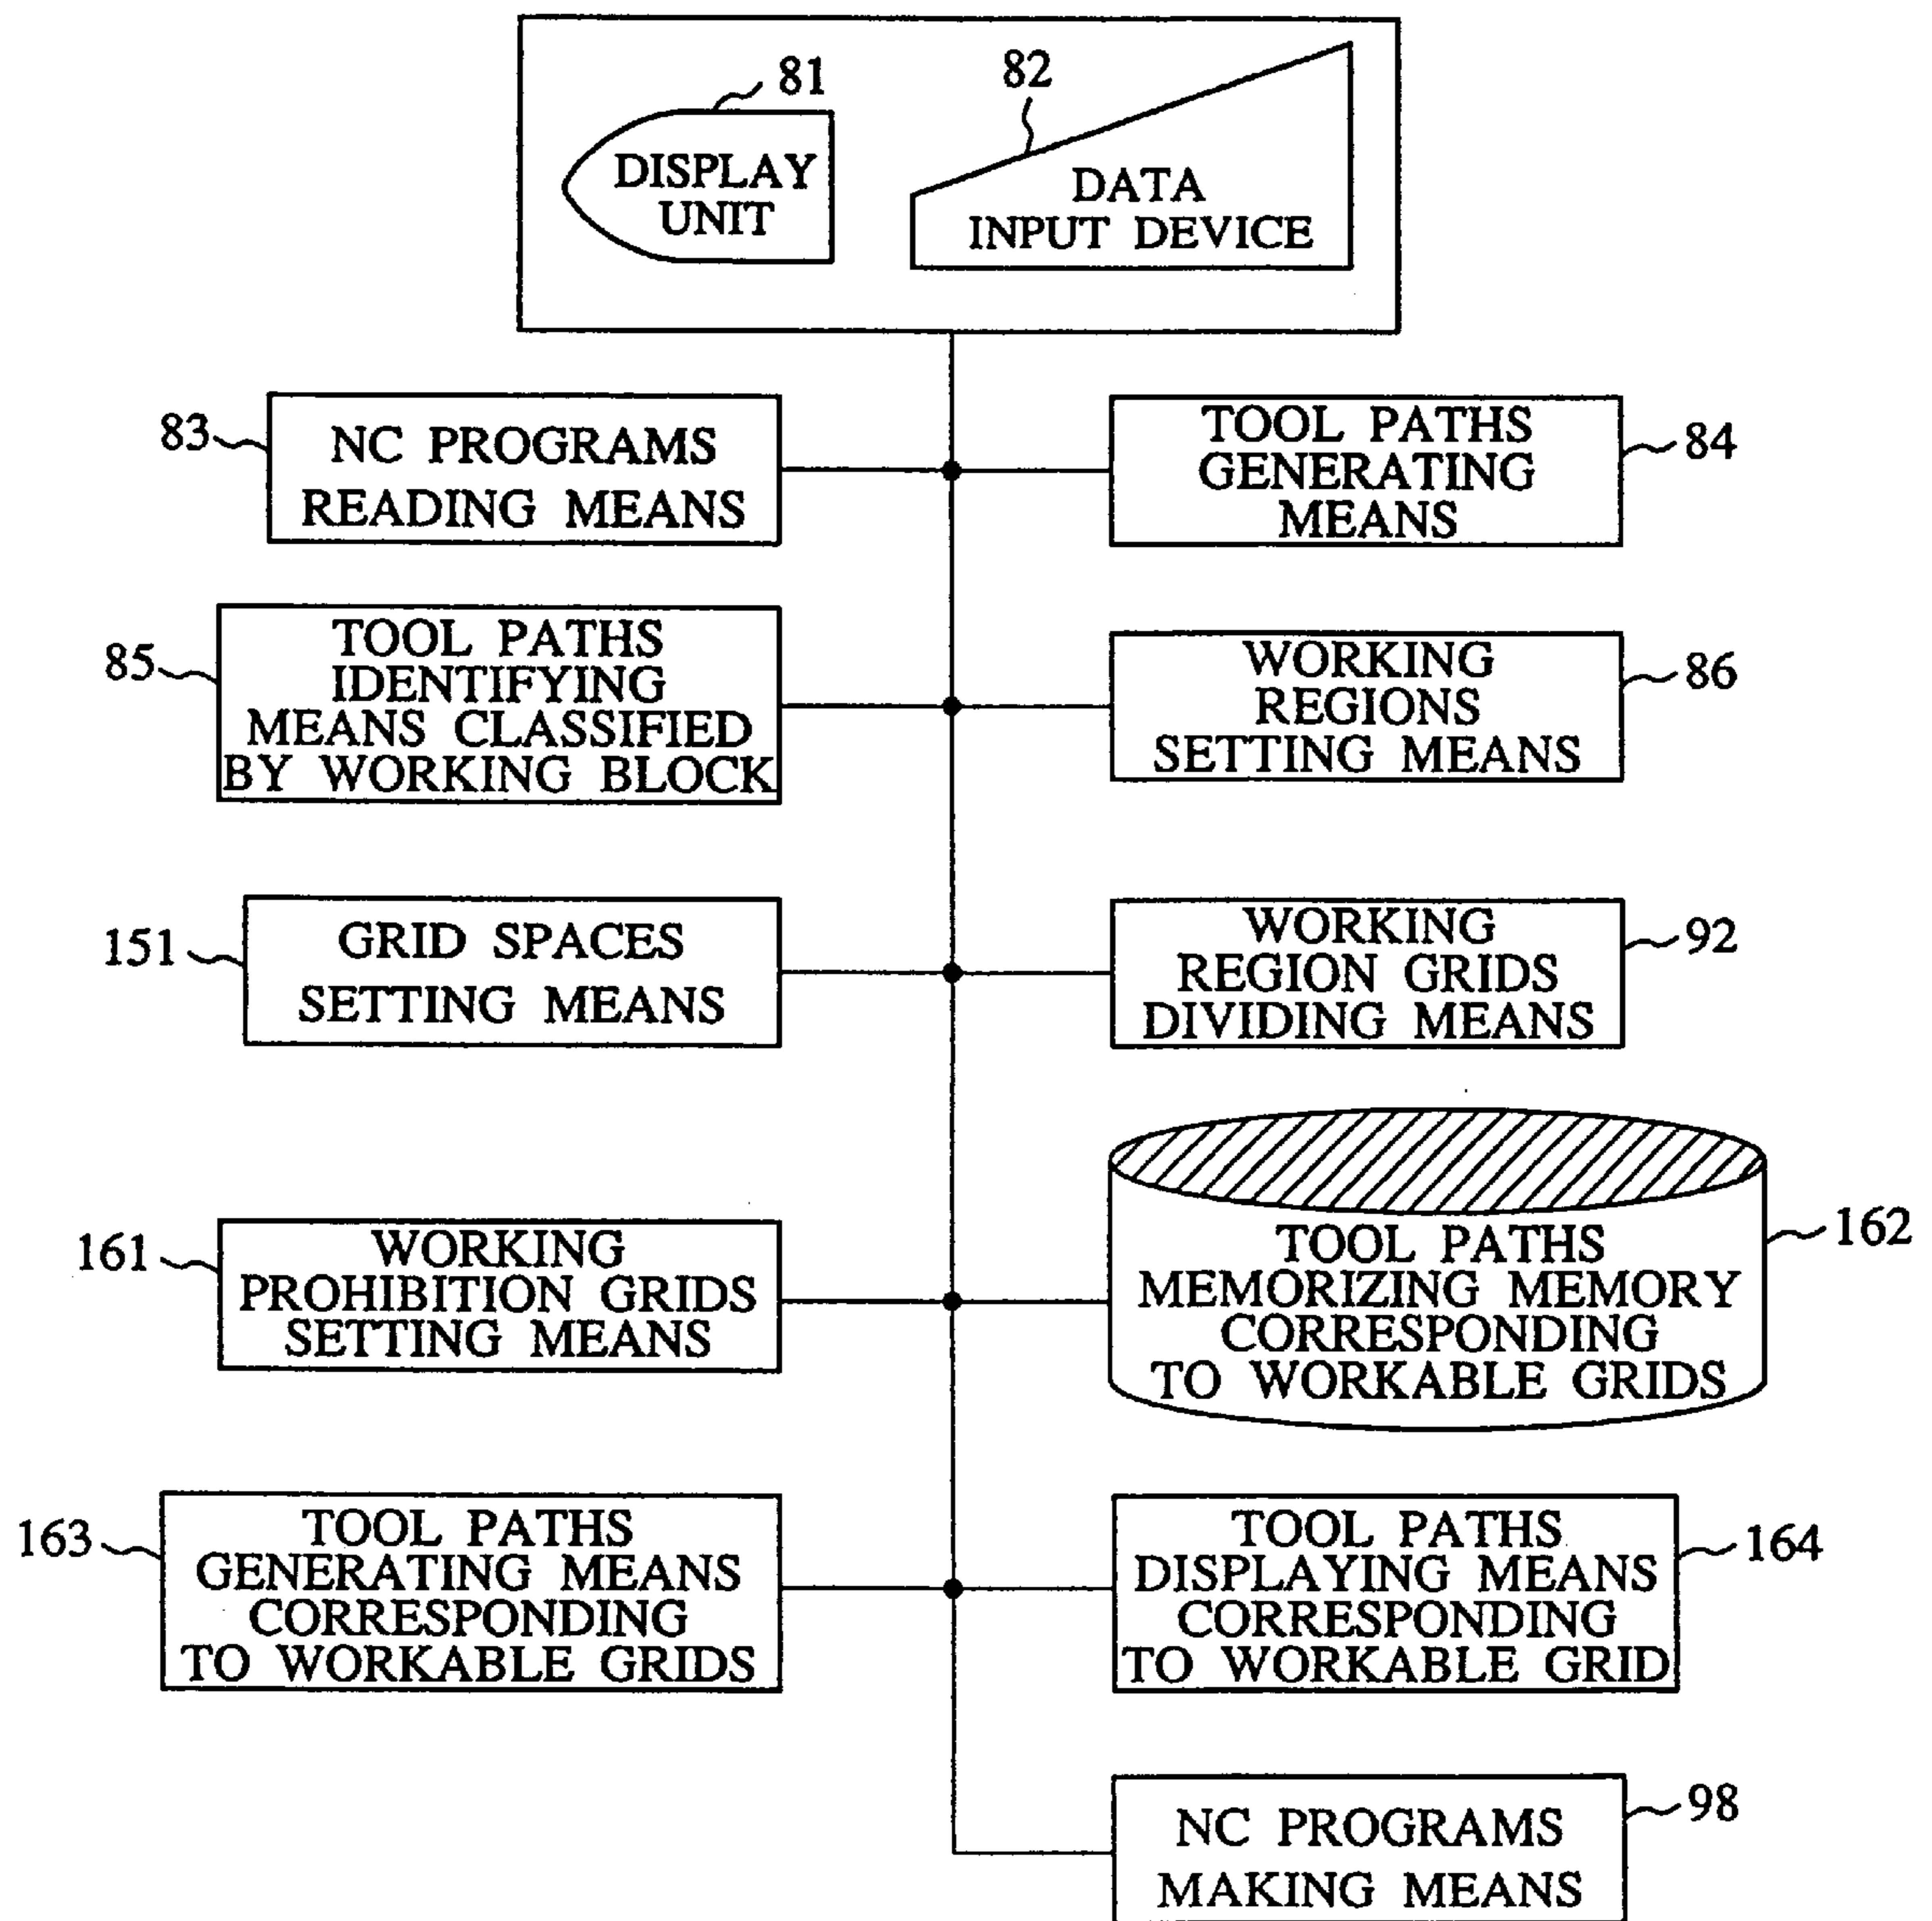 81
82
DISPLAY
UNIT
DATA
INPUT DEVICE
83
NC PROGRAMS
READING MEANS
TOOL PATHS
GENERATING
MEANS
84
85
TOOL PATHS
IDENTIFYING
MEANS CLASSIFIED
BY WORKING BLOCK
WORKING
REGIONS
SETTING MEANS
86
151
GRID SPACES
SETTING MEANS
WORKING
REGION GRIDS
DIVIDING MEANS
92
161
WORKING
PROHIBITION GRIDS
SETTING MEANS
TOOL PATHS
MEMORIZING MEMORY
CORRESPONDING
TO WORKABLE GRIDS
162
163
TOOL PATHS
GENERATING MEANS
CORRESPONDING
TO WORKABLE GRIDS
TOOL PATHS
DISPLAYING MEANS
CORRESPONDING
TO WORKABLE GRID
164
NC PROGRAMS
MAKING MEANS
98